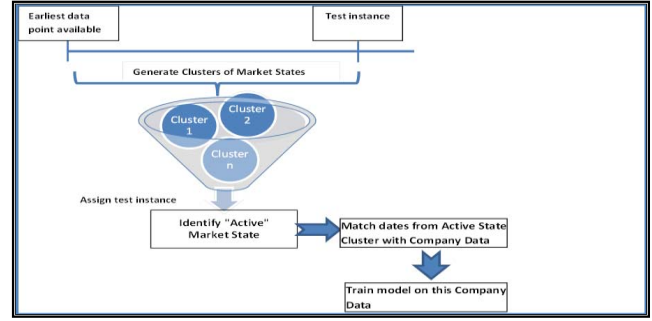 Earliest data
point available
Test instance
Generate Clusters of Market States
Cluster
1
Cluster
2
Cluster
n
Assign test instance
Identify “Active”
Market State
Match dates from Active State
Cluster with Company Data
Train model on this Company
Data